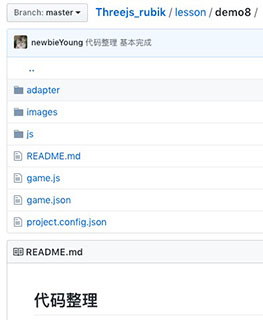 Branch: master Threejs_rubik / lesson / demo8 /
newbieYoung 代码整理 基本完成
..
adapter
images
js
README.md
game.js
game.json
project.config.json
README.md
代码整理